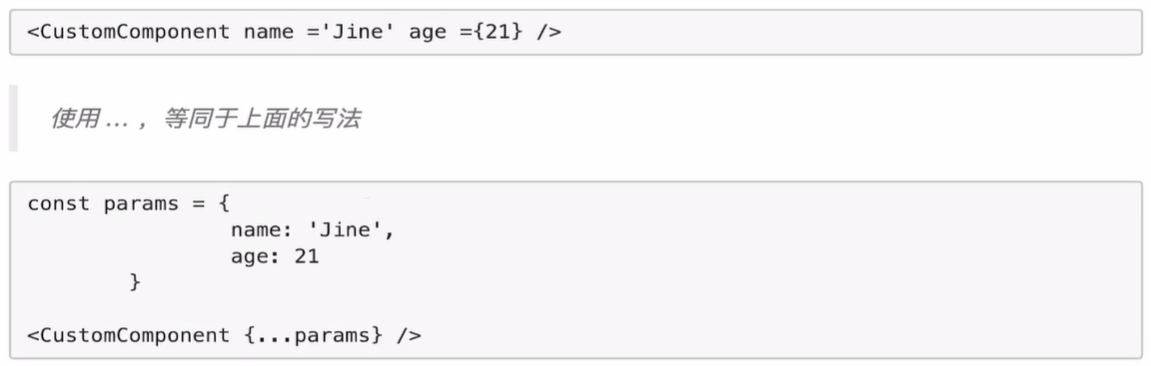 <CustomComponent name ='Jine' age ={21} />
使用 … ，等同于上面的写法
const params = {
name: 'Jine',
age: 21
}
<CustomComponent {...params} />